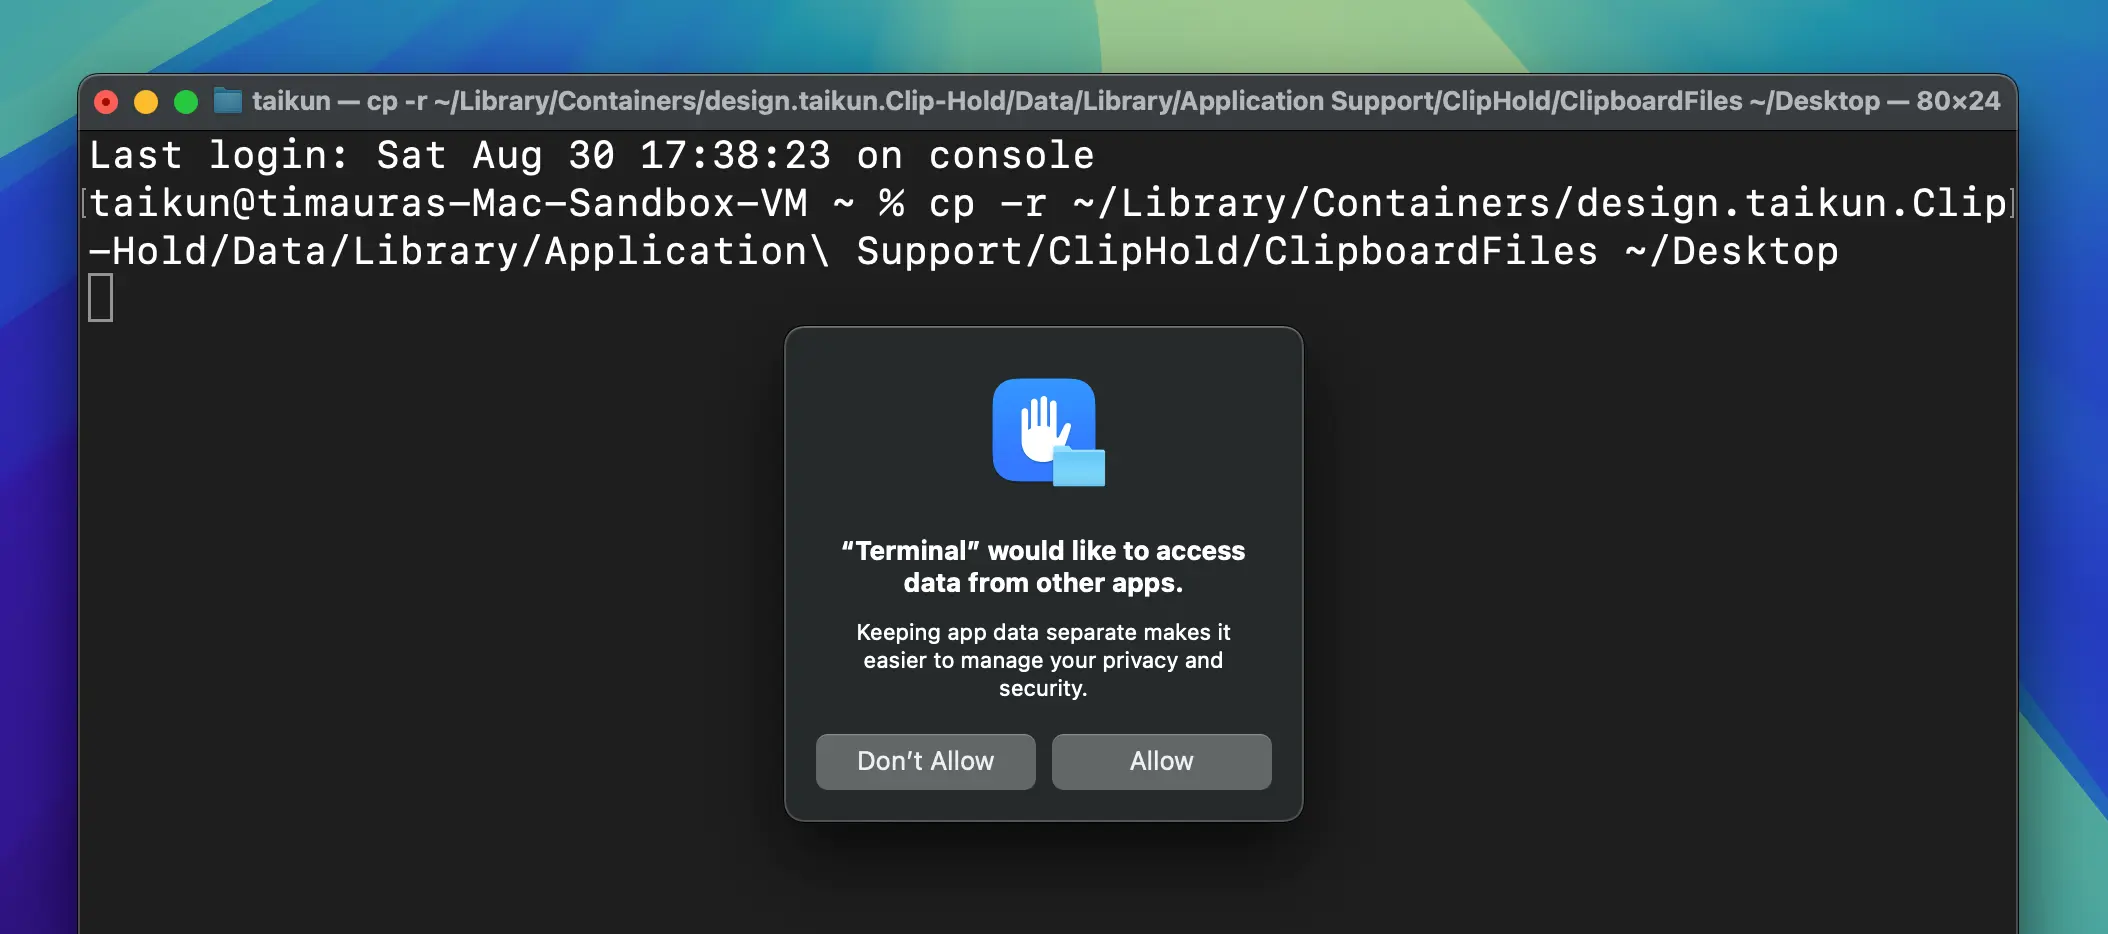 taikun — cp -r ~/Library/Containers/design.taikun.Clip-Hold/Data/Library/Application Support/ClipHold/ClipboardFiles ~/Desktop — 80×24
Last login: Sat Aug 30 17:38:23 on console
[taikun@timauras-Mac-Sandbox-VM ~ % cp -r ~/Library/Containers/design.taikun.Clip]
-Hold/Data/Library/Application\ Support/ClipHold/ClipboardFiles ~/Desktop
“Terminal” would like to access
data from other apps.
Keeping app data separate makes it
easier to manage your privacy and
security.
Don’t Allow
Allow